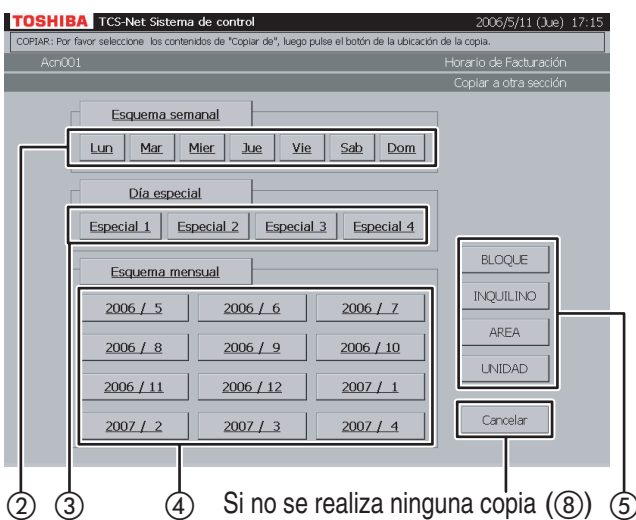 TOSHIBA TCS-Net Sistema de control 2006/5/11 (Jue) 17:15
COPIAR: Por favor seleccione los contenidos de "Copiar de", luego pulse el botón de la ubicación de la copia.
Acn001 Horario de Facturación
Copiar a otra sección
Esquema semanal
Lun Mar Mier Jue Vie Sab Dom
Día especial
Especial 1 Especial 2 Especial 3 Especial 4
Esquema mensual
2006 / 5 2006 / 6 2006 / 7
2006 / 8 2006 / 9 2006 / 10
2006 / 11 2006 / 12 2007 / 1
2007 / 2 2007 / 3 2007 / 4
BLOQUE
INQUILINO
AREA
UNIDAD
Cancelar
② ③ ④ Si no se realiza ninguna copia (⑧) ⑤